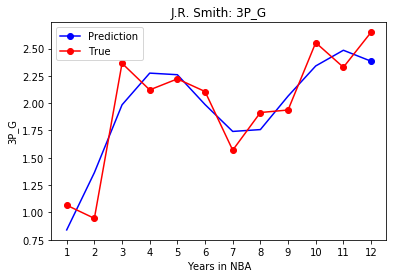 J.R. Smith: 3P_G
Prediction
True
2.50
2.25
2.00
1.75
1.50
1.25
1.00
0.75
3P_G
1 2 3 4 5 6 7 8 9 10 11 12
Years in NBA